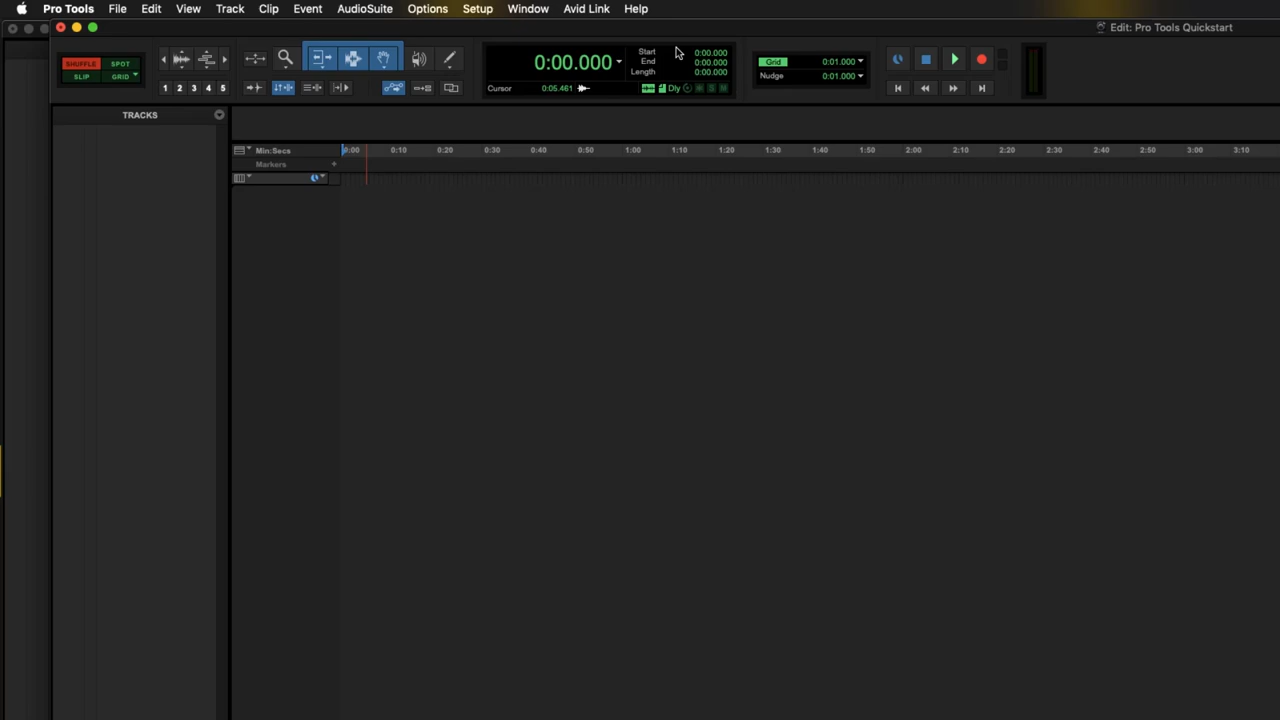 Pro Tools File Edit View Track Clip Event AudioSuite Options Setup Window Avid Link Help
Edit: Pro Tools Quickstart
SHUFFLE SPOT
SLIP GRID
1 2 3 4 5
0:00.000
Start 0:00.000
End 0:00.000
Length 0:00.000
Cursor 0:05.461
Dly S M
Grid 0:01.000
Nudge 0:01.000
TRACKS
Min:Secs 0:00 0:10 0:20 0:30 0:40 0:50 1:00 1:10 1:20 1:30 1:40 1:50 2:00 2:10 2:20 2:30 2:40 2:50 3:00 3:10
Markers +